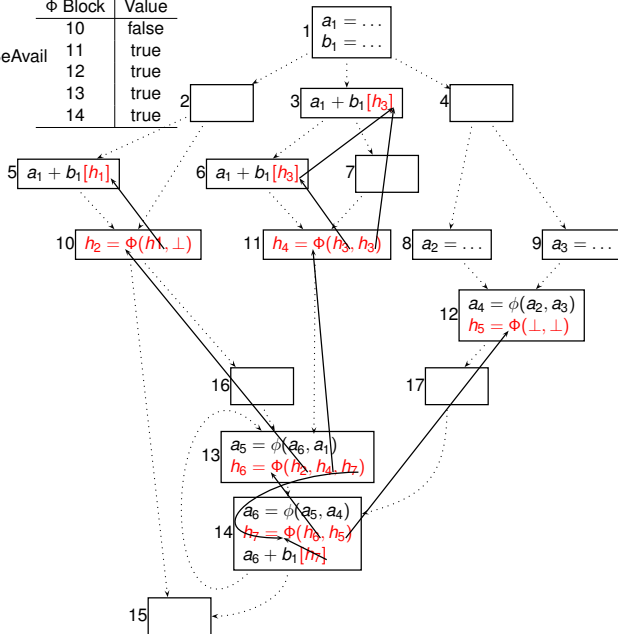 Φ Block Value
10 false
eAvail 11 true
12 true
13 true
14 true
1 a₁ = ...
b₁ = ...
2
3 a₁ + b₁[h₃]
4
5 a₁ + b₁[h₁]
6 a₁ + b₁[h₃]
7
10 h₂ = Φ(h1, ⊥)
11 h₄ = Φ(h₃, h₃)
8 a₂ = ...
9 a₃ = ...
12 a₄ = ϕ(a₂, a₃)
h₅ = Φ(⊥, ⊥)
16
17
13 a₅ = ϕ(a₆, a₁)
h₆ = Φ(h₂, h₄, h₇)
14 a₆ = ϕ(a₅, a₄)
h₇ = Φ(h₆, h₅)
a₆ + b₁[h₇]
15